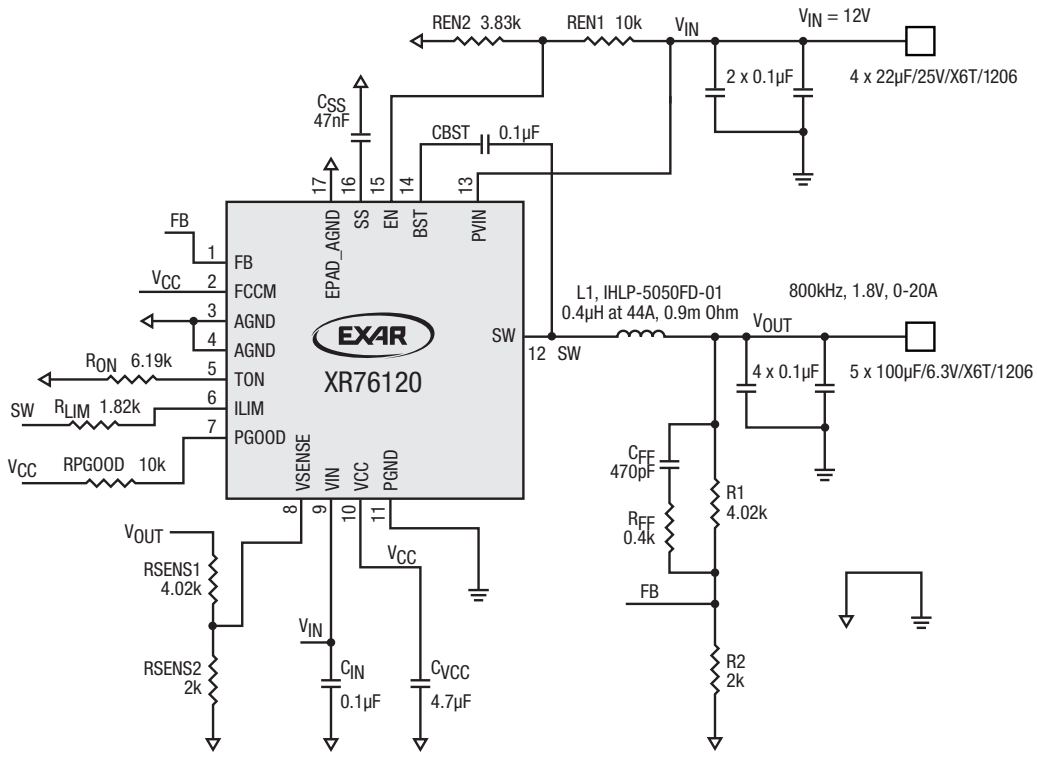 REN2 3.83k
REN1 10k
VIN
VIN = 12V
2 x 0.1µF
4 x 22µF/25V/X6T/1206
CSS
47nF
CBST 0.1µF
17
16
15
14
13
EPAD_AGND
SS
EN
BST
PVIN
FB
1
FB
VCC
2
FCCM
3
AGND
4
AGND
RON 6.19k
5
TON
SW
RLIM 1.82k
6
ILIM
7
PGOOD
VCC
RPGOOD 10k
EXAR
XR76120
SW
12
SW
L1, IHLP-5050FD-01
0.4µH at 44A, 0.9m Ohm
800kHz, 1.8V, 0-20A
VOUT
4 x 0.1µF
5 x 100µF/6.3V/X6T/1206
VSENSE
VIN
VCC
PGND
8
9
10
11
VOUT
RSENS1
4.02k
RSENS2
2k
VIN
CIN
0.1µF
VCC
CVCC
4.7µF
CFF
470pF
RFF
0.4k
R1
4.02k
FB
R2
2k